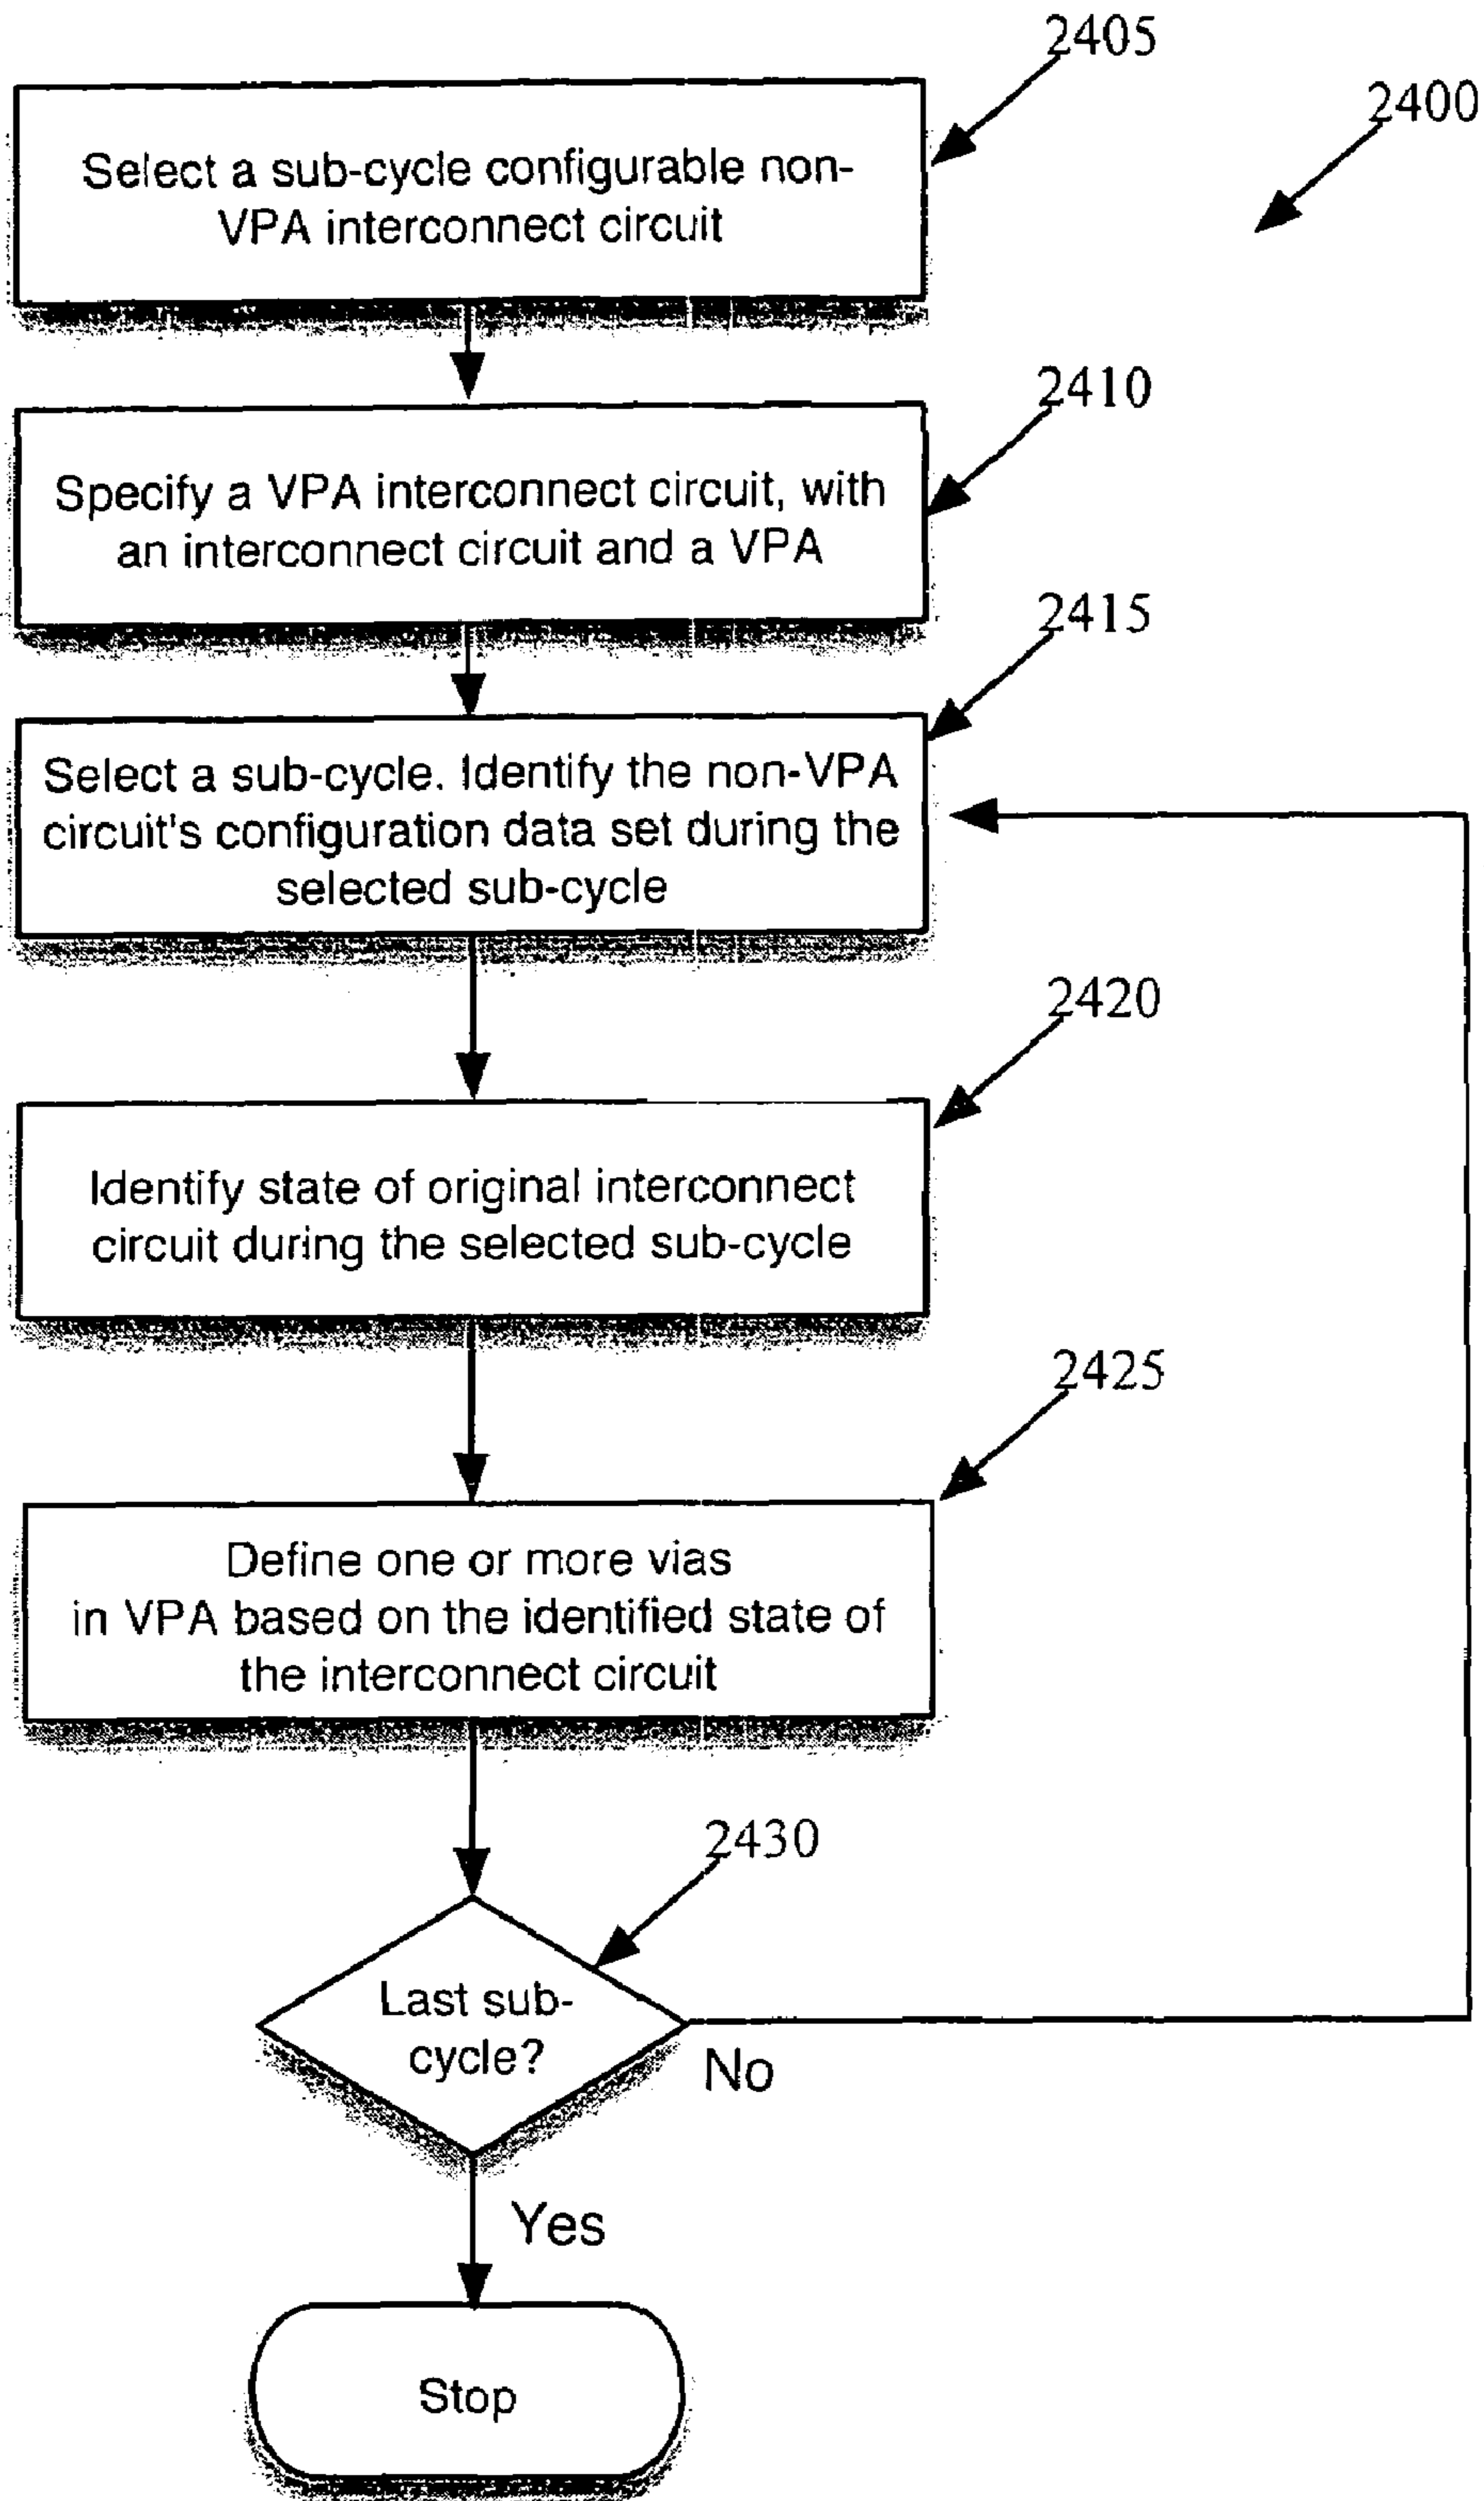 2405
2400
Select a sub-cycle configurable non-
VPA interconnect circuit
2410
Specify a VPA interconnect circuit, with
an interconnect circuit and a VPA
2415
Select a sub-cycle. Identify the non-VPA
circuit's configuration data set during the
selected sub-cycle
2420
Identify state of original interconnect
circuit during the selected sub-cycle
2425
Define one or more vias
in VPA based on the identified state of
the interconnect circuit
2430
Last sub-
cycle?
No
Yes
Stop